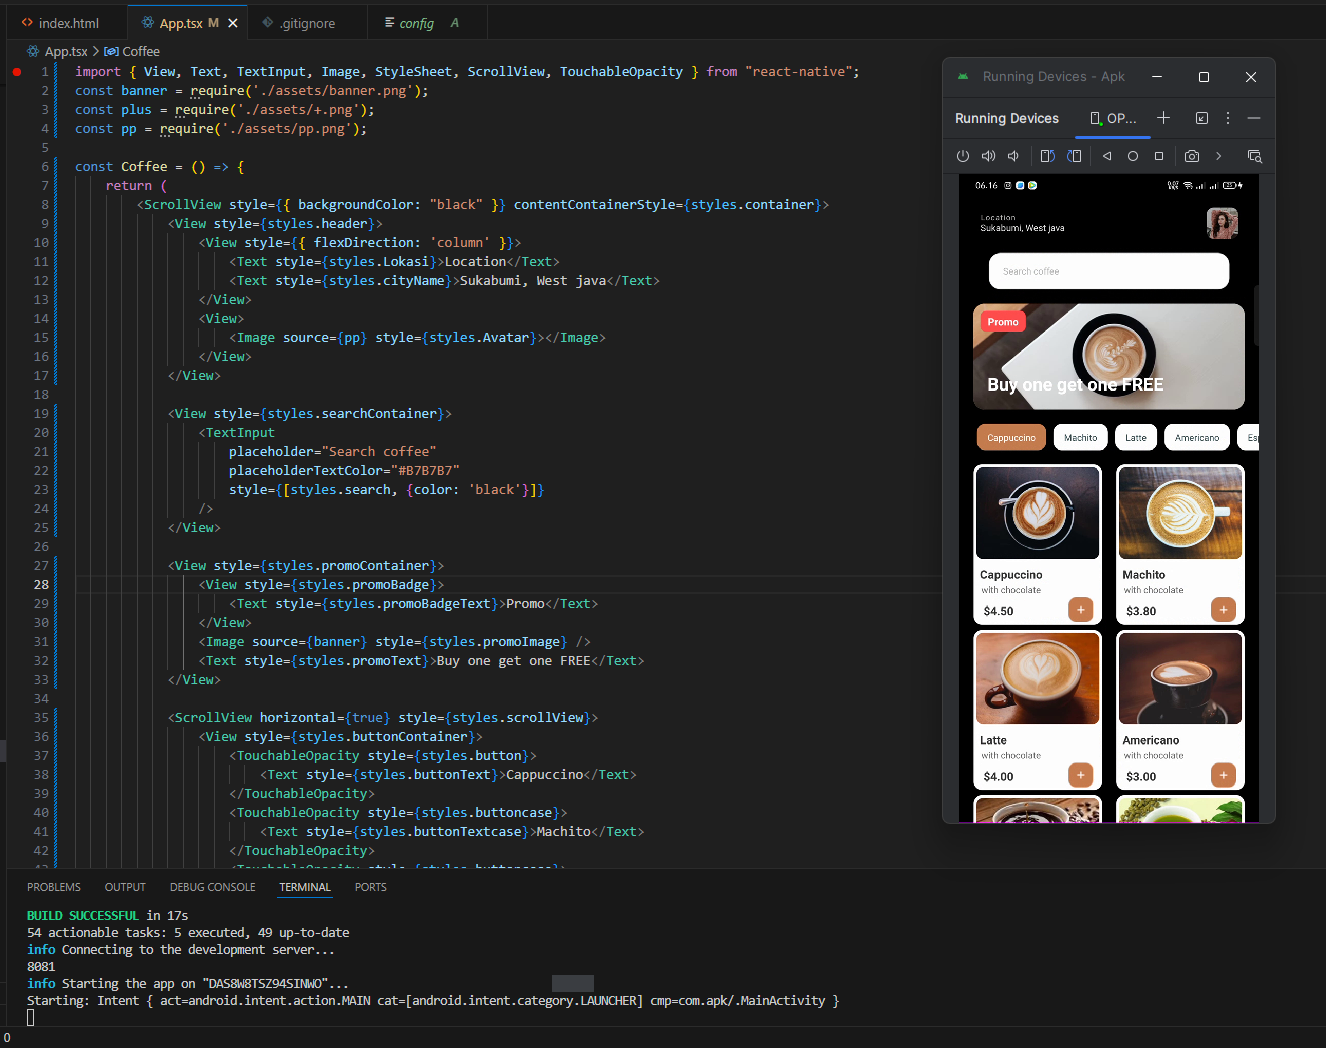 index.html
App.tsx M
.gitignore
config A
App.tsx > Coffee
1 import { View, Text, TextInput, Image, StyleSheet, ScrollView, TouchableOpacity } from "react-native";
2 const banner = require('./assets/banner.png');
3 const plus = require('./assets/+.png');
4 const pp = require('./assets/pp.png');
5
6 const Coffee = () => {
7 return (
8 <ScrollView style={{ backgroundColor: "black" }} contentContainerStyle={styles.container}>
9 <View style={styles.header}>
10 <View style={{ flexDirection: 'column' }}>
11 <Text style={styles.Lokasi}>Location</Text>
12 <Text style={styles.cityName}>Sukabumi, West java</Text>
13 </View>
14 <View>
15 <Image source={pp} style={styles.Avatar}></Image>
16 </View>
17 </View>
18
19 <View style={styles.searchContainer}>
20 <TextInput
21 placeholder="Search coffee"
22 placeholderTextColor="#B7B7B7"
23 style={[styles.search, {color: 'black'}]}
24 />
25 </View>
26
27 <View style={styles.promoContainer}>
28 <View style={styles.promoBadge}>
29 <Text style={styles.promoBadgeText}>Promo</Text>
30 </View>
31 <Image source={banner} style={styles.promoImage} />
32 <Text style={styles.promoText}>Buy one get one FREE</Text>
33 </View>
34
35 <ScrollView horizontal={true} style={styles.scrollView}>
36 <View style={styles.buttonContainer}>
37 <TouchableOpacity style={styles.button}>
38 <Text style={styles.buttonText}>Cappuccino</Text>
39 </TouchableOpacity>
40 <TouchableOpacity style={styles.buttoncase}>
41 <Text style={styles.buttonTextcase}>Machito</Text>
42 </TouchableOpacity>
Running Devices - Apk
Running Devices
OP...
06.16
Location
Sukabumi, West java
Search coffee
Promo
Buy one get one FREE
Cappuccino Machito Latte Americano Es
Cappuccino
with chocolate
$4.50 +
Machito
with chocolate
$3.80 +
Latte
with chocolate
$4.00 +
Americano
with chocolate
$3.00 +
PROBLEMS OUTPUT DEBUG CONSOLE TERMINAL PORTS
BUILD SUCCESSFUL in 17s
54 actionable tasks: 5 executed, 49 up-to-date
info Connecting to the development server...
8081
info Starting the app on "DAS8W8TSZ94SINWO"...
Starting: Intent { act=android.intent.action.MAIN cat=[android.intent.category.LAUNCHER] cmp=com.apk/.MainActivity }
0